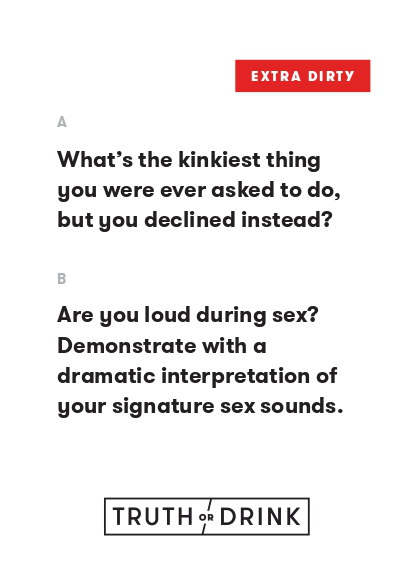 EXTRA DIRTY
A
What's the kinkiest thing
you were ever asked to do,
but you declined instead?
B
Are you loud during sex?
Demonstrate with a
dramatic interpretation of
your signature sex sounds.
TRUTH OR DRINK